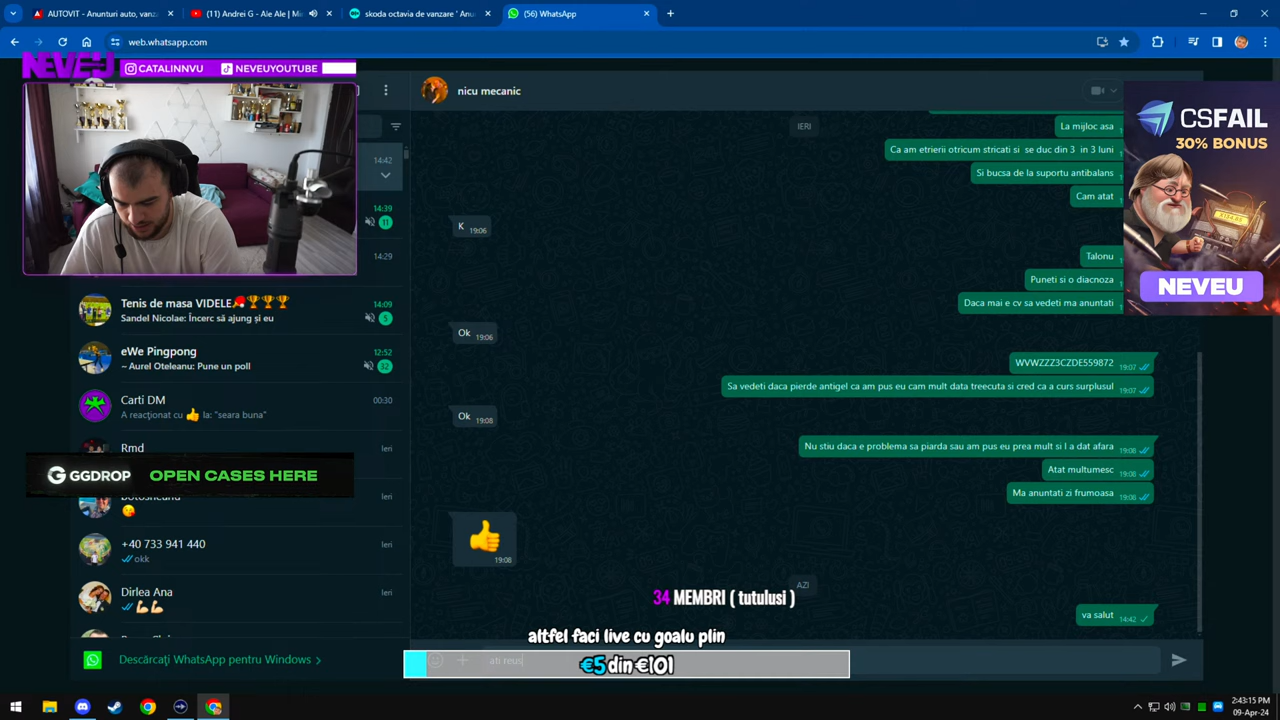 AUTOVIT - Anunturi auto, vanz
(11) Andrei G - Ale Ale | Mi
skoda octavia de vanzare ' Anu
(56) WhatsApp
web.whatsapp.com
NEVEU
CATALINNVU
NEVEUYOUTUBE
nicu mecanic
IERI
La mijloc asa
Ca am etrierii otricum stricati si se duc din 3 in 3 luni
Si bucsa de la suportu antibalans
Cam atat
K 19:06
Talonu
Puneti si o diacnoza
Daca mai e cv sa vedeti ma anuntati
Ok 19:06
WVWZZZ3CZDE559872 19:07
Sa vedeti daca pierde antigel ca am pus eu cam mult data treecuta si cred ca a curs surplusul 19:07
Ok 19:08
Nu stiu daca e problema sa piarda sau am pus eu prea mult si l a dat afara 19:08
Atat multumesc 19:08
Ma anuntati zi frumoasa 19:08
19:08
AZI
va salut 14:42
ati reus
14:42
14:39
11
14:29
Tenis de masa VIDELE 14:09
Sandel Nicolae: Încerc să ajung și eu 5
eWe Pingpong 12:52
~ Aurel Oteleanu: Pune un poll 32
Carti DM 00:30
A reacționat cu 👍 la: "seara buna"
Rmd Ieri
GGDROP OPEN CASES HERE
botosneanu Ieri
😘
+40 733 941 440 Ieri
okk
Dirlea Ana Ieri
💪🏻💪🏻
Descărcați WhatsApp pentru Windows
34 MEMBRI ( tutulusi )
altfel faci live cu goalu plin
€5 din €101
CSFAIL
30% BONUS
NEVEU
2:43:15 PM
09-Apr-24